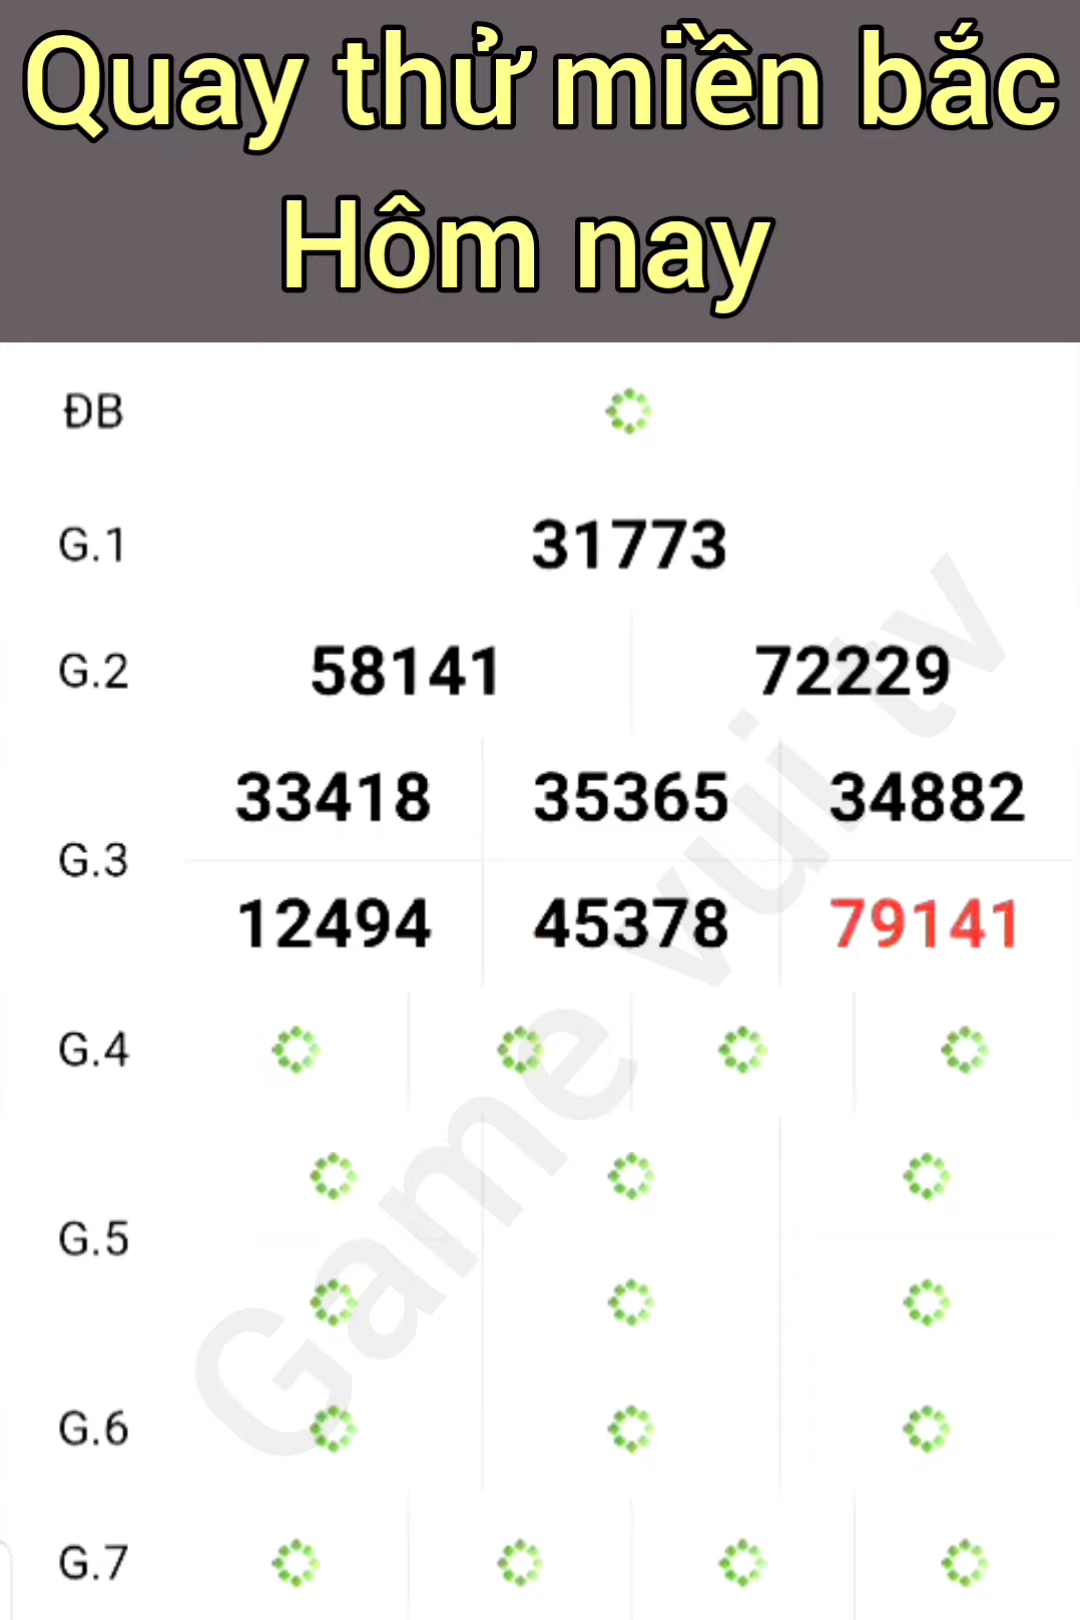 Quay thử miền bắc
Hôm nay
ĐB
G.1 31773
G.2 58141 72229
33418 35365 34882
G.3
12494 45378 79141
G.4
G.5
G.6
G.7
Game vui tv